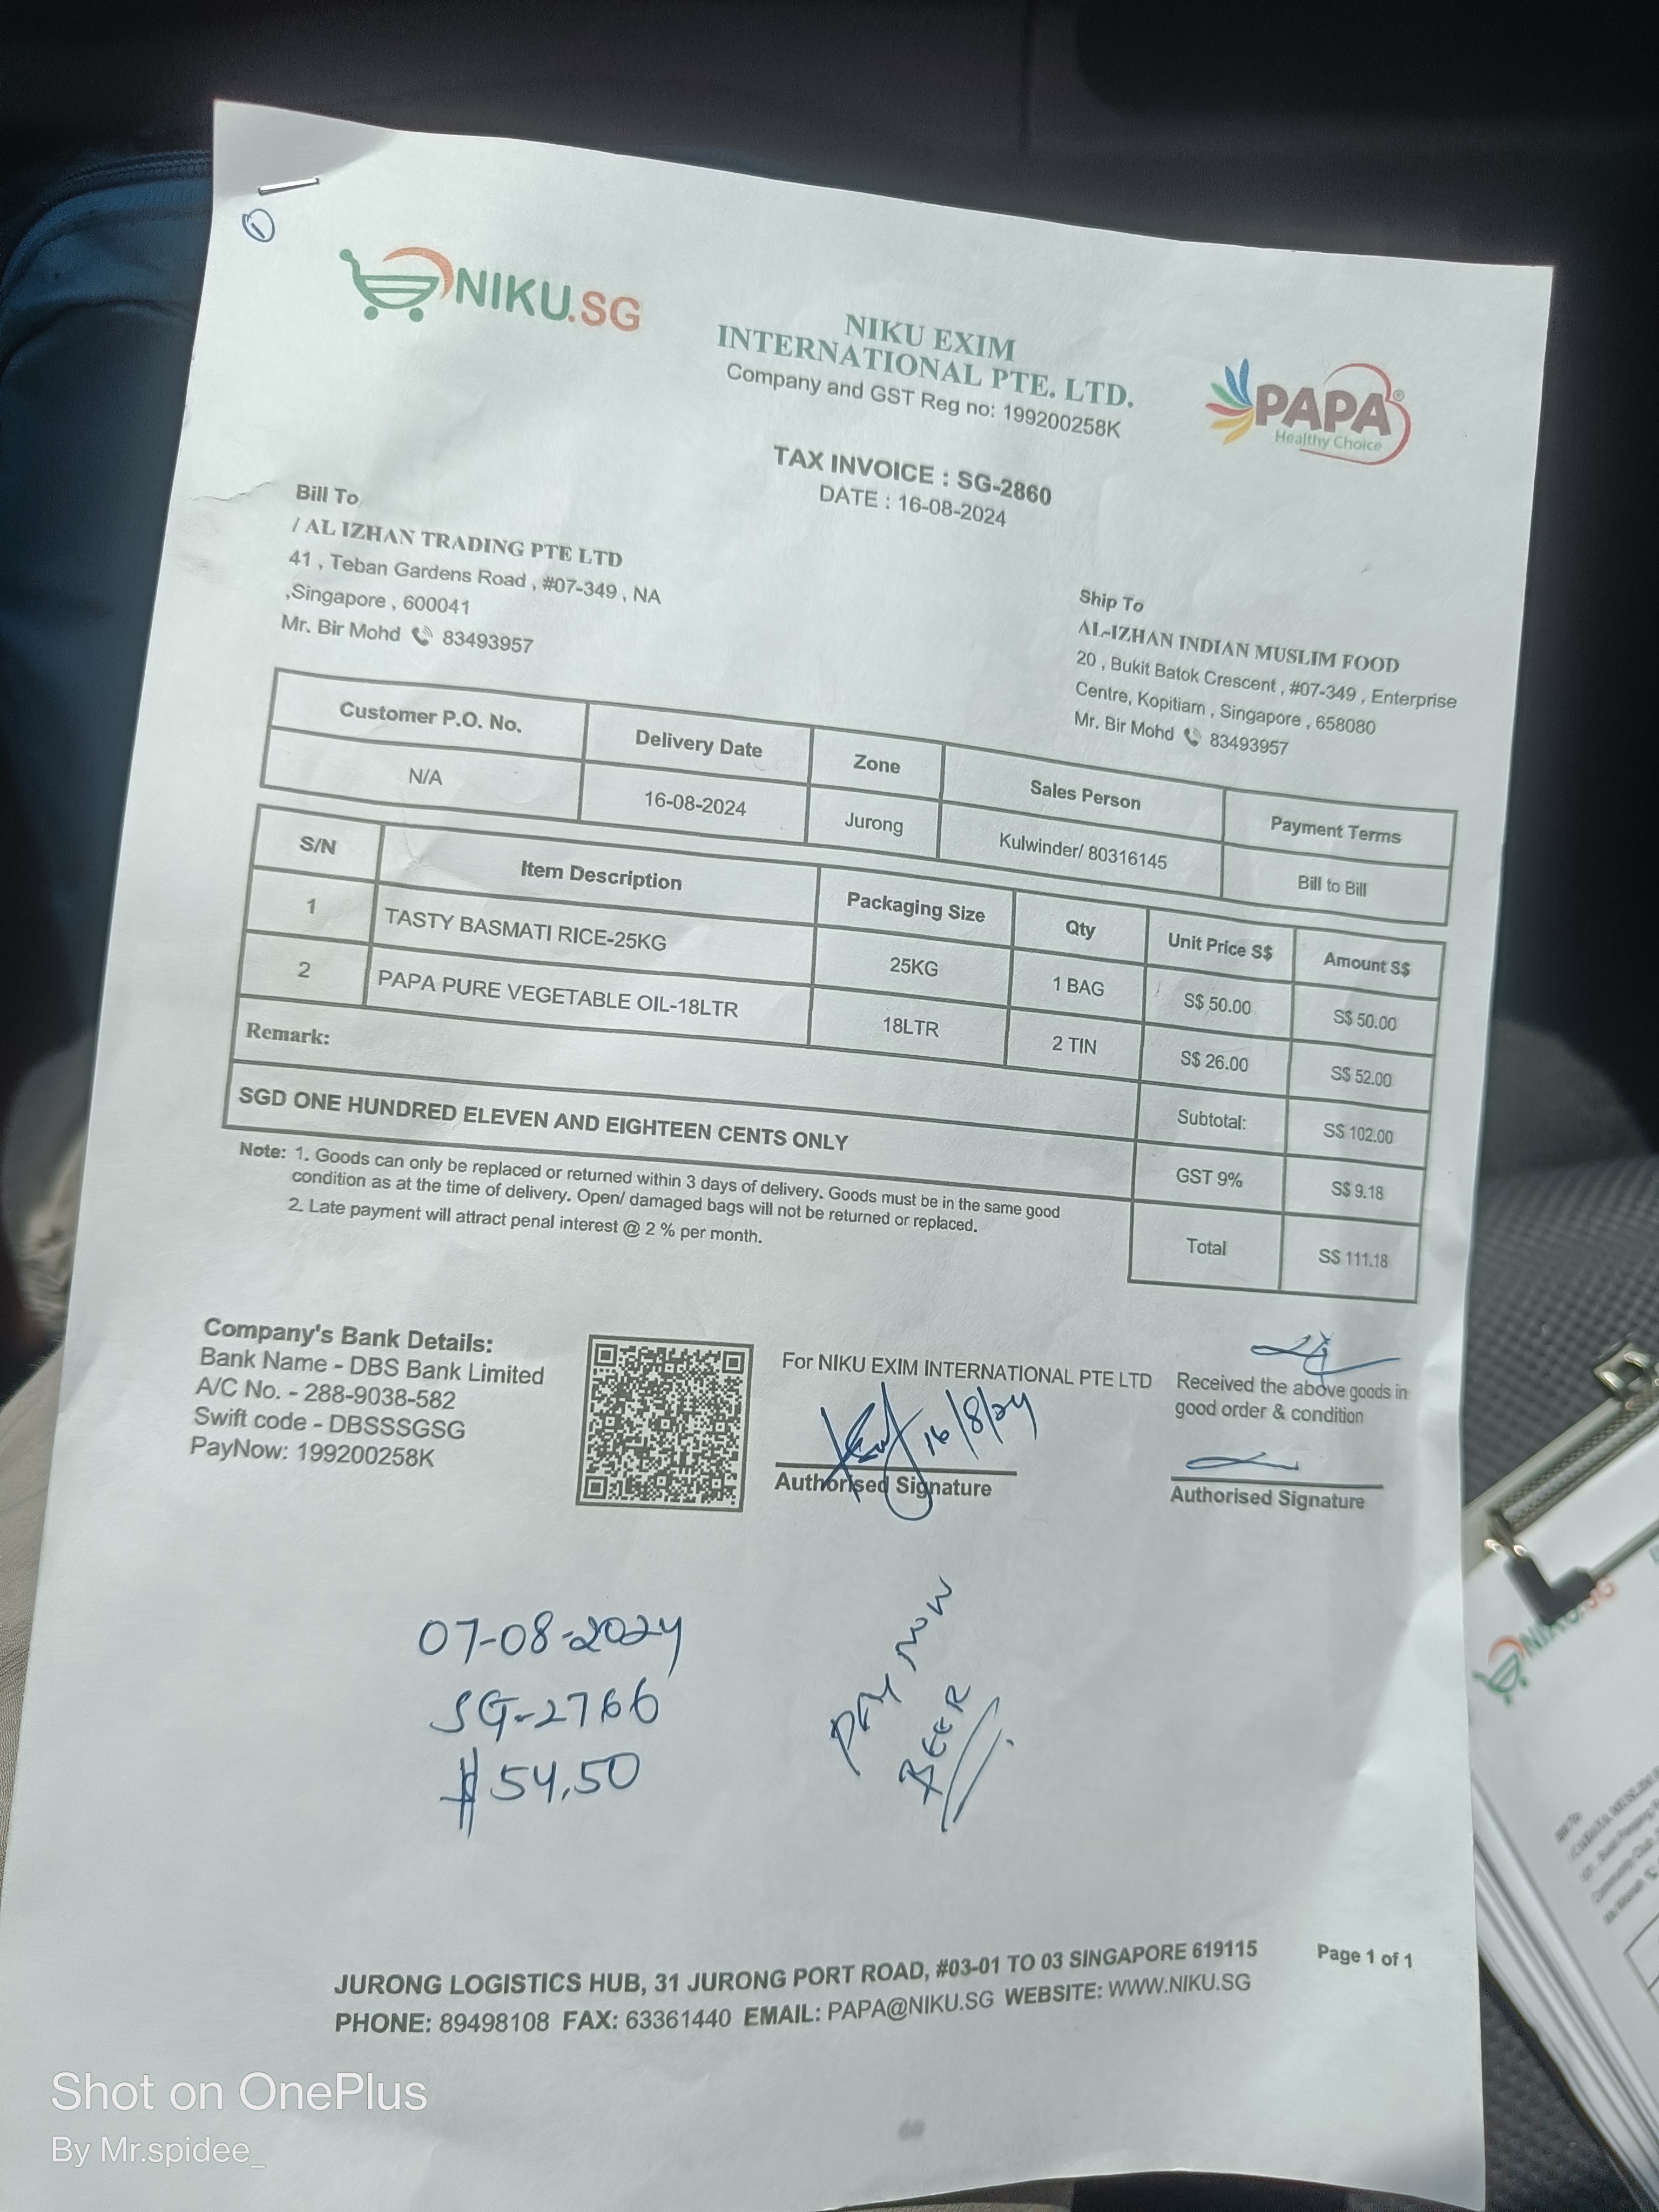 1
NIKU.SG
NIKU EXIM
INTERNATIONAL PTE. LTD.
Company and GST Reg no: 199200258K
PAPA®
Healthy Choice
TAX INVOICE : SG-2860
DATE : 16-08-2024
Bill To
/ AL IZHAN TRADING PTE LTD
41 , Teban Gardens Road , #07-349 , NA
,Singapore , 600041
Mr. Bir Mohd 83493957
Ship To
AL-IZHAN INDIAN MUSLIM FOOD
20 , Bukit Batok Crescent , #07-349 , Enterprise
Centre, Kopitiam , Singapore , 658080
Mr. Bir Mohd 83493957
Customer P.O. No. Delivery Date Zone Sales Person Payment Terms
N/A 16-08-2024 Jurong Kulwinder/ 80316145 Bill to Bill
S/N Item Description Packaging Size Qty Unit Price S$ Amount S$
1 TASTY BASMATI RICE-25KG 25KG 1 BAG S$ 50.00 S$ 50.00
2 PAPA PURE VEGETABLE OIL-18LTR 18LTR 2 TIN S$ 26.00 S$ 52.00
Remark:
Subtotal: S$ 102.00
SGD ONE HUNDRED ELEVEN AND EIGHTEEN CENTS ONLY
GST 9% S$ 9.18
Total S$ 111.18
Note: 1. Goods can only be replaced or returned within 3 days of delivery. Goods must be in the same good
condition as at the time of delivery. Open/ damaged bags will not be returned or replaced.
2. Late payment will attract penal interest @ 2 % per month.
Company's Bank Details:
Bank Name - DBS Bank Limited
A/C No. - 288-9038-582
Swift code - DBSSSGSG
PayNow: 199200258K
For NIKU EXIM INTERNATIONAL PTE LTD
16/8/24
Authorised Signature
Received the above goods in
good order & condition
Authorised Signature
07-08-2024
SG-2766
$54.50
PAY NOW
BEER
JURONG LOGISTICS HUB, 31 JURONG PORT ROAD, #03-01 TO 03 SINGAPORE 619115
PHONE: 89498108 FAX: 63361440 EMAIL: PAPA@NIKU.SG WEBSITE: WWW.NIKU.SG
Page 1 of 1
NIKU.SG
Bill To
Shot on OnePlus
By Mr.spidee_